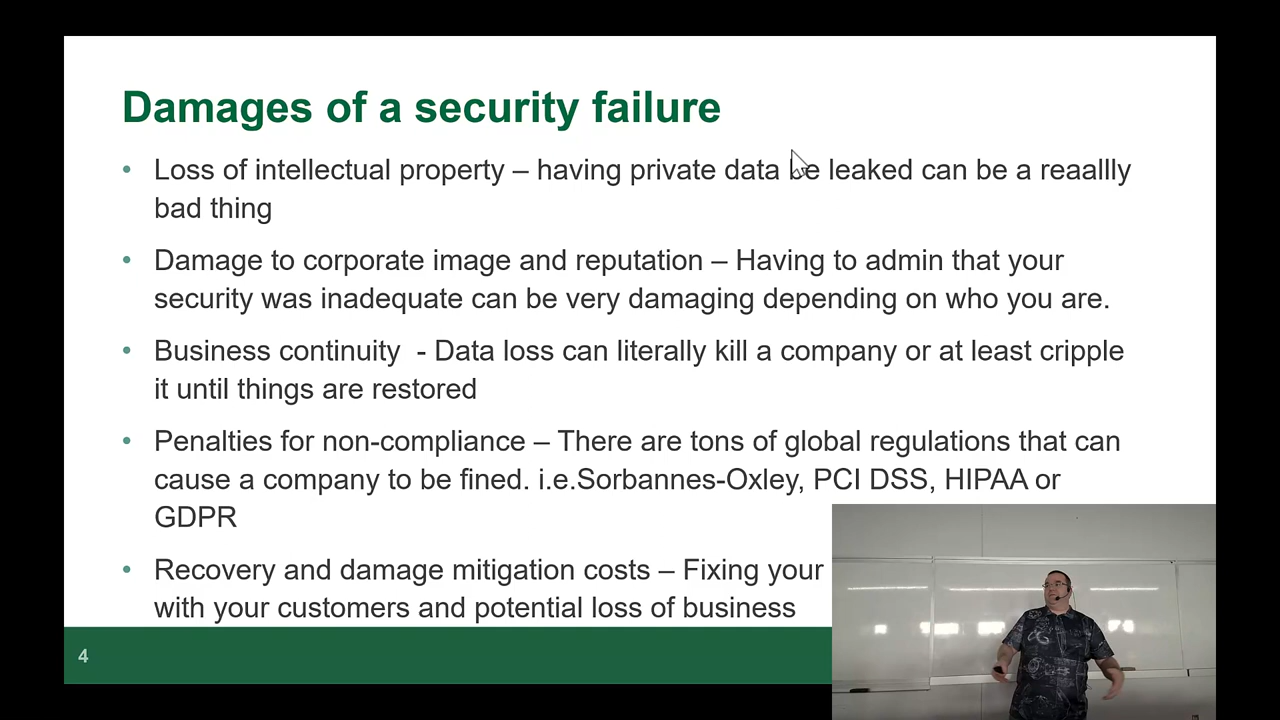 Damages of a security failure
• Loss of intellectual property – having private data be leaked can be a reaallly
bad thing
• Damage to corporate image and reputation – Having to admin that your
security was inadequate can be very damaging depending on who you are.
• Business continuity  - Data loss can literally kill a company or at least cripple
it until things are restored
• Penalties for non-compliance – There are tons of global regulations that can
cause a company to be fined. i.e.Sorbannes-Oxley, PCI DSS, HIPAA or
GDPR
• Recovery and damage mitigation costs – Fixing your
with your customers and potential loss of business
4